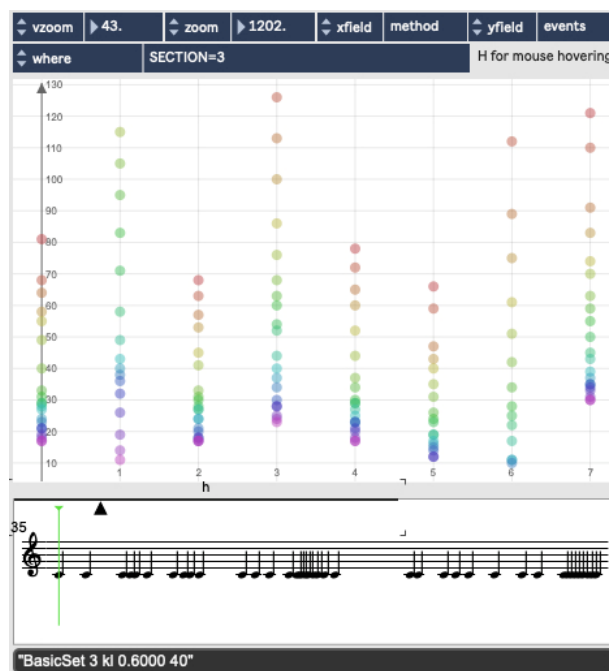 vzoom 43. zoom 1202. xfield method yfield events
where SECTION=3 H for mouse hovering
130
120
110
100
90
80
70
60
50
40
30
20
10
1 2 3 4 5 6 7
h
35
"BasicSet 3 kl 0.6000 40"